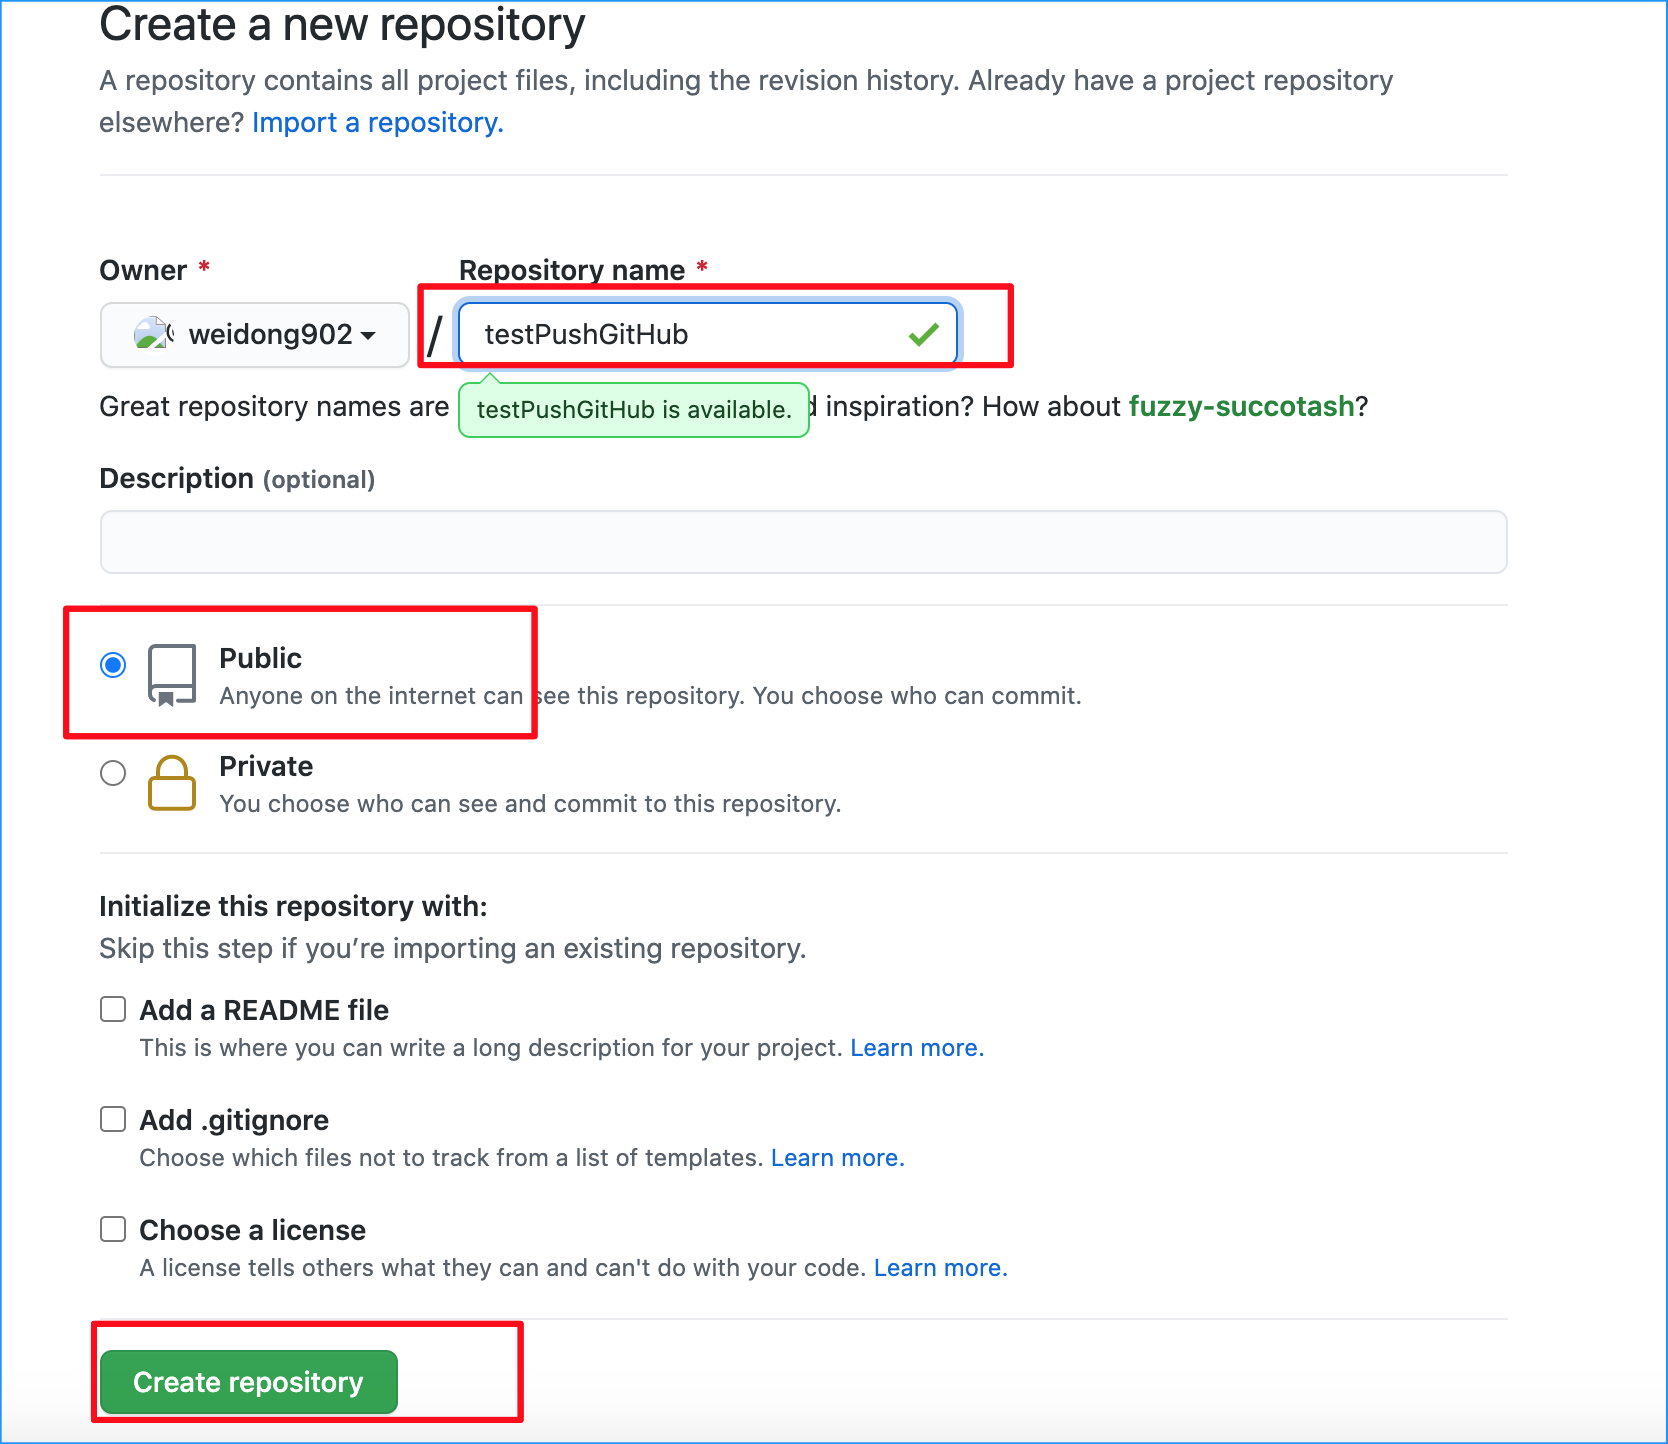 Create a new repository
A repository contains all project files, including the revision history. Already have a project repository
elsewhere? Import a repository.
Owner *
Repository name *
weidong902
/
testPushGitHub
Great repository names are
testPushGitHub is available.
inspiration? How about fuzzy-succotash?
Description (optional)
Public
Anyone on the internet can see this repository. You choose who can commit.
Private
You choose who can see and commit to this repository.
Initialize this repository with:
Skip this step if you’re importing an existing repository.
Add a README file
This is where you can write a long description for your project. Learn more.
Add .gitignore
Choose which files not to track from a list of templates. Learn more.
Choose a license
A license tells others what they can and can't do with your code. Learn more.
Create repository